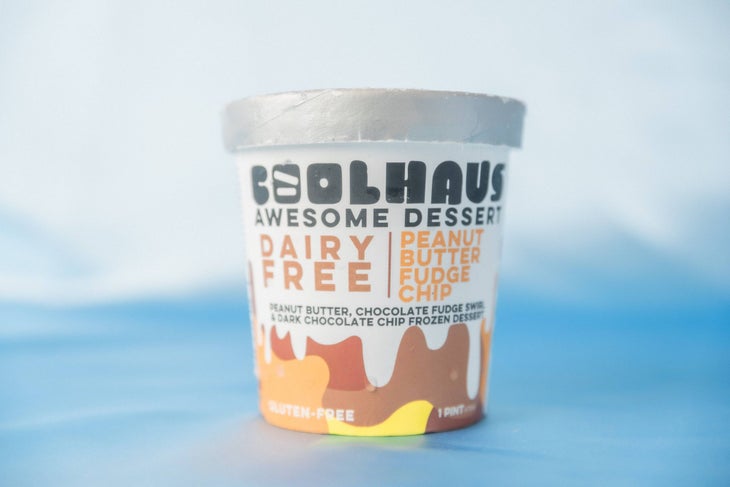 COOLHAUS
AWESOME DESSERT
DAIRY
FREE
PEANUT
BUTTER
FUDGE
CHIP
PEANUT BUTTER, CHOCOLATE FUDGE SWIRL
& DARK CHOCOLATE CHIP FROZEN DESSERT
GLUTEN-FREE
1 PINT